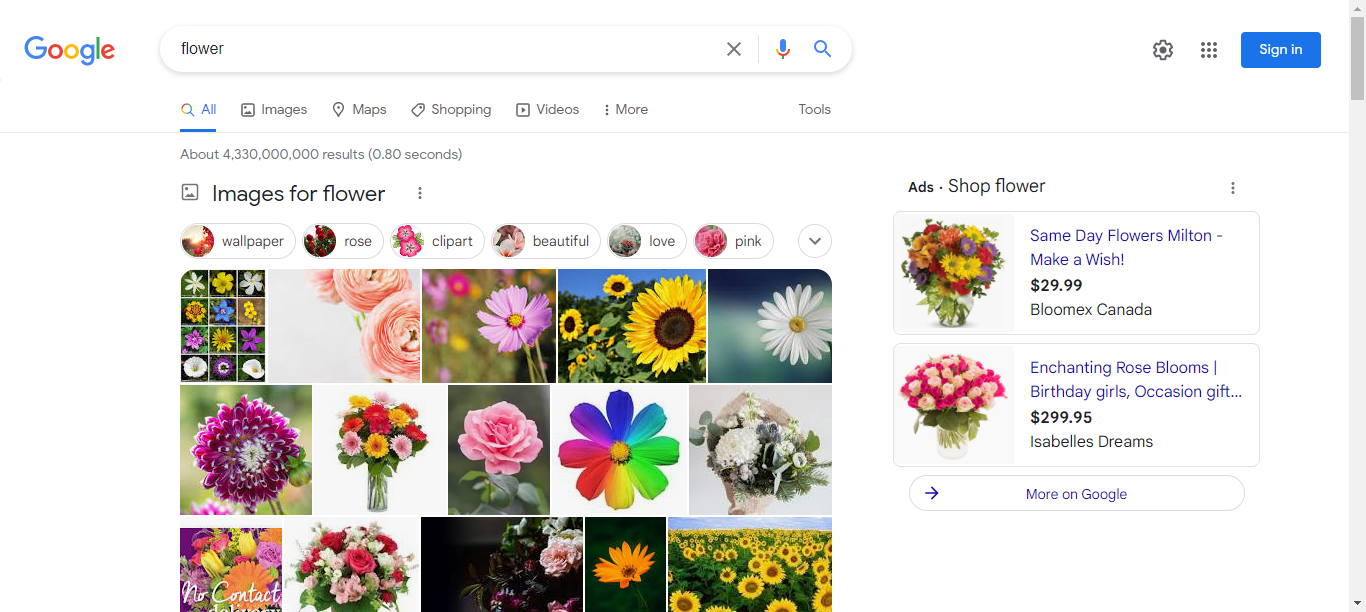 Google
flower
Sign in
All
Images
Maps
Shopping
Videos
More
Tools
About 4,330,000,000 results (0.80 seconds)
Images for flower
wallpaper
rose
clipart
beautiful
love
pink
No Contact
delivery
Ads · Shop flower
Same Day Flowers Milton -
Make a Wish!
$29.99
Bloomex Canada
Enchanting Rose Blooms |
Birthday girls, Occasion gift...
$299.95
Isabelles Dreams
More on Google